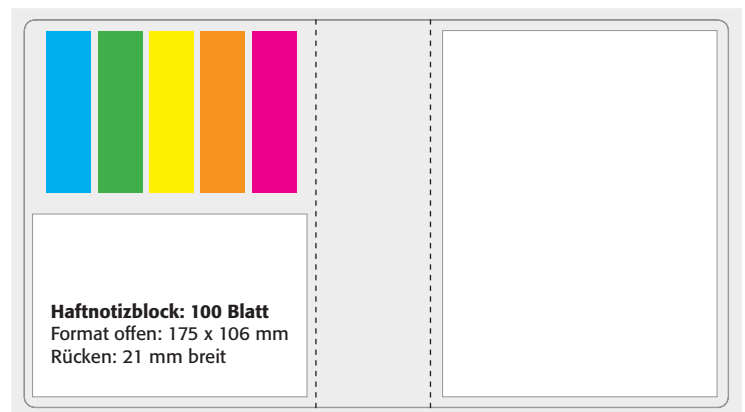 Haftnotizblock: 100 Blatt
Format offen: 175 x 106 mm
Rücken: 21 mm breit